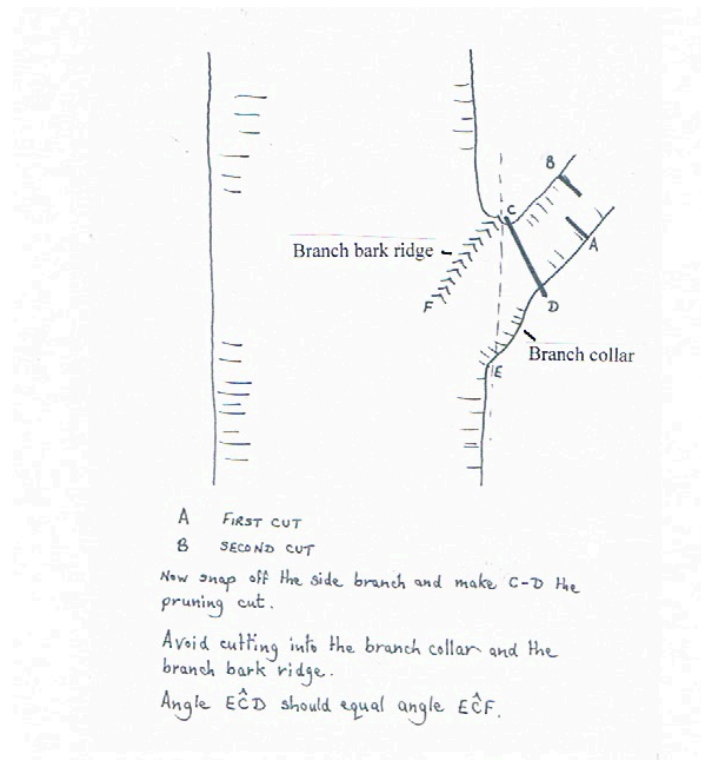 B
C
A
Branch bark ridge
F
D
Branch collar
E
A FIRST CUT
B SECOND CUT
Now snap off the side branch and make C-D the
pruning cut.
Avoid cutting into the branch collar and the
branch bark ridge.
Angle EĈD should equal angle EĈF.